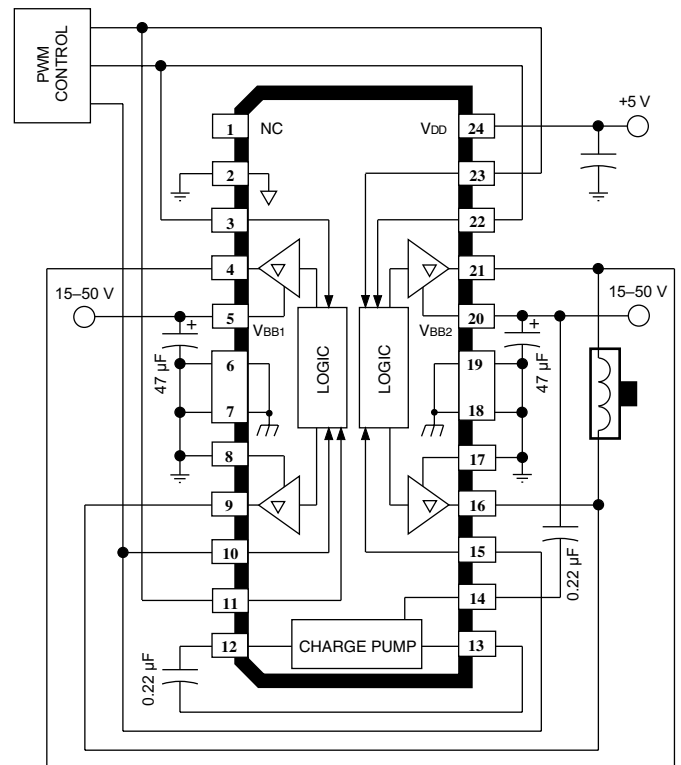 PWM
CONTROL
+5 V
1 NC
VDD 24
2
23
3
22
4
21
15–50 V
15–50 V
5
VBB1
VBB2
20
+
+
47 µF
47 µF
6
19
LOGIC
LOGIC
7
18
8
17
9
16
10
15
0.22 µF
11
14
12
CHARGE PUMP
13
0.22 µF